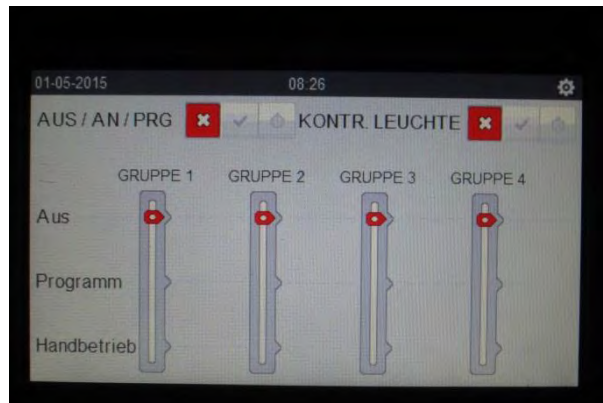 01-05-2015 08:26
AUS / AN / PRG KONTR. LEUCHTE
GRUPPE 1 GRUPPE 2 GRUPPE 3 GRUPPE 4
Aus
Programm
Handbetrieb